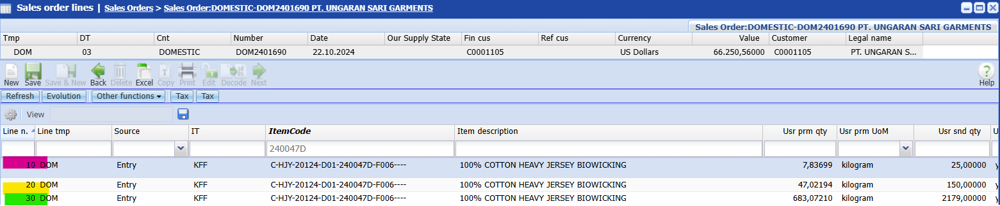 Sales order lines | Sales Orders > Sales Order:DOMESTIC-DOM2401690 PT. UNGARAN SARI GARMENTS
Sales Order:DOMESTIC-DOM2401690 PT. UNGARAN SARI GARMENTS
Tmp DT Cnt Number Date Our Supply State Fin cus Ref cus Currency Value Customer Legal name
DOM 03 DOMESTIC DOM2401690 22.10.2024 C0001105 US Dollars 66.250,56000 C0001105 PT. UNGARAN S...
New Save Save & New Back Delete Excel Copy Print Edit Decode Next Help
Refresh Evolution Other functions Tax Tax
View
Line n. Line tmp Source IT ItemCode Item description Usr prm qty Usr prm UoM Usr snd qty U
240047D
10 DOM Entry KFF C-HJY-20124-D01-240047D-F006---- 100% COTTON HEAVY JERSEY BIOWICKING 7,83699 kilogram 25,00000 y
20 DOM Entry KFF C-HJY-20124-D01-240047D-F006---- 100% COTTON HEAVY JERSEY BIOWICKING 47,02194 kilogram 150,00000 y
30 DOM Entry KFF C-HJY-20124-D01-240047D-F006---- 100% COTTON HEAVY JERSEY BIOWICKING 683,07210 kilogram 2179,00000 y